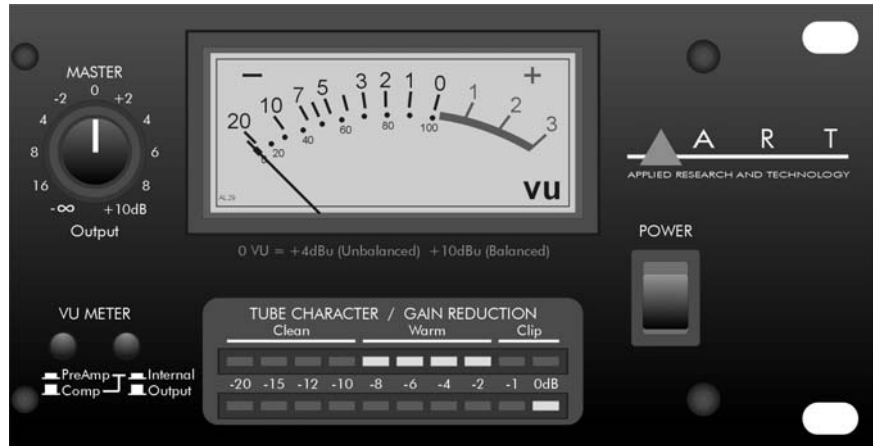 MASTER
0
-2 +2
4 4
8 6
16 8
-∞ +10dB
Output
− +
20 10 7 5 3 2 1 0 1 2 3
0 20 40 60 80 100
AL29
vu
0 VU = +4dBu (Unbalanced) +10dBu (Balanced)
A R T
APPLIED RESEARCH AND TECHNOLOGY
POWER
VU METER
PreAmp Internal
Comp Output
TUBE CHARACTER / GAIN REDUCTION
Clean Warm Clip
-20 -15 -12 -10 -8 -6 -4 -2 -1 0dB